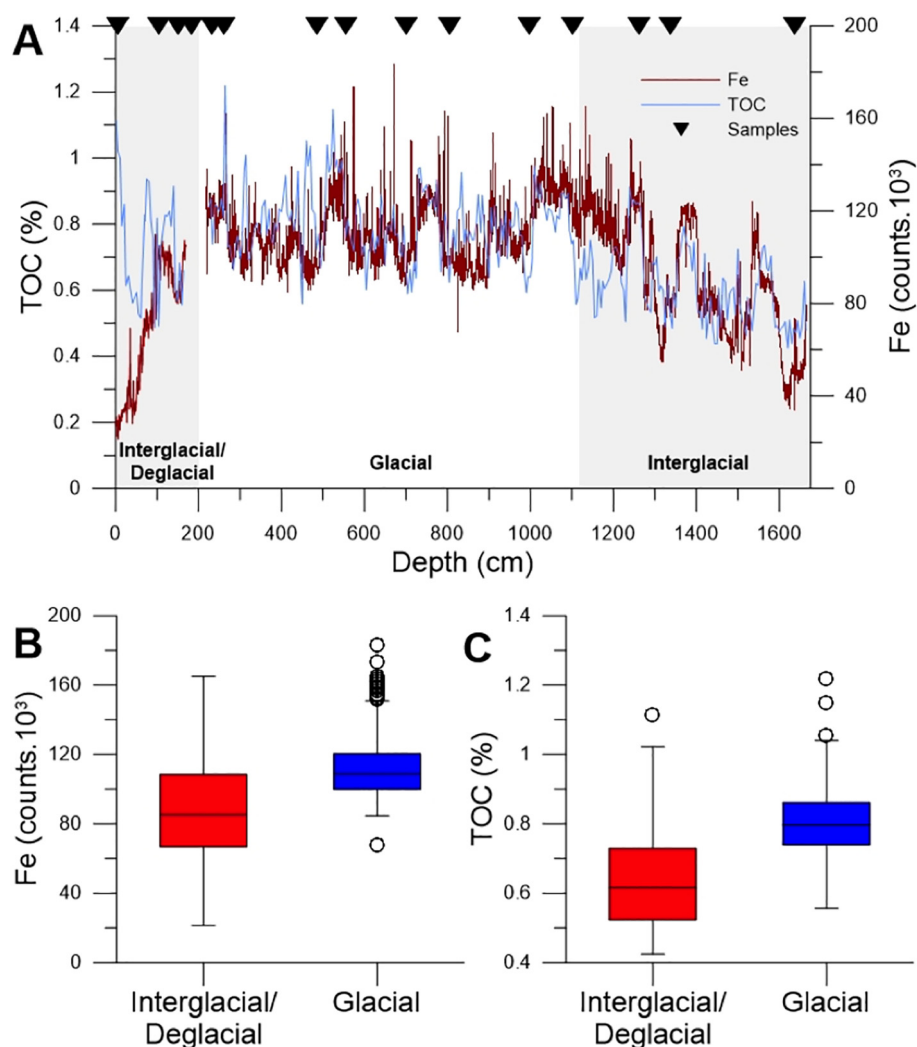 A
1.4
1.2
1
0.8
0.6
0.4
0.2
0
TOC (%)
200
160
120
80
40
0
Fe (counts.10³)
Fe
TOC
Samples
Interglacial/
Deglacial
Glacial
Interglacial
0 200 400 600 800 1000 1200 1400 1600
Depth (cm)
B
200
160
120
80
40
0
Fe (counts.10³)
Interglacial/
Deglacial
Glacial
C
1.4
1.2
1
0.8
0.6
0.4
TOC (%)
Interglacial/
Deglacial
Glacial